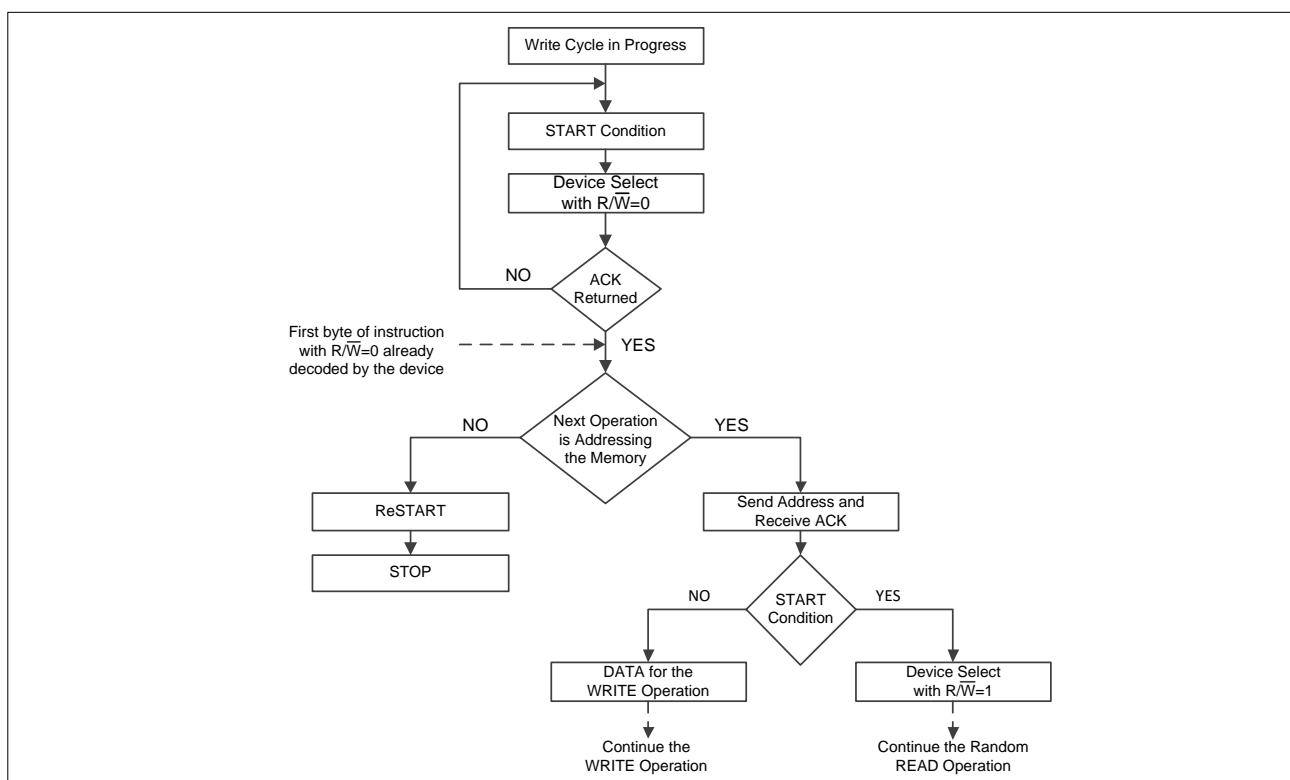 Write Cycle in Progress
START Condition
Device Select
with R/W̅=0
NO
ACK
Returned
First byte of instruction
with R/W̅=0 already
decoded by the device
YES
NO
Next Operation
is Addressing
the Memory
YES
ReSTART
Send Address and
Receive ACK
STOP
NO
START
Condition
YES
DATA for the
WRITE Operation
Device Select
with R/W̅=1
Continue the
WRITE Operation
Continue the Random
READ Operation